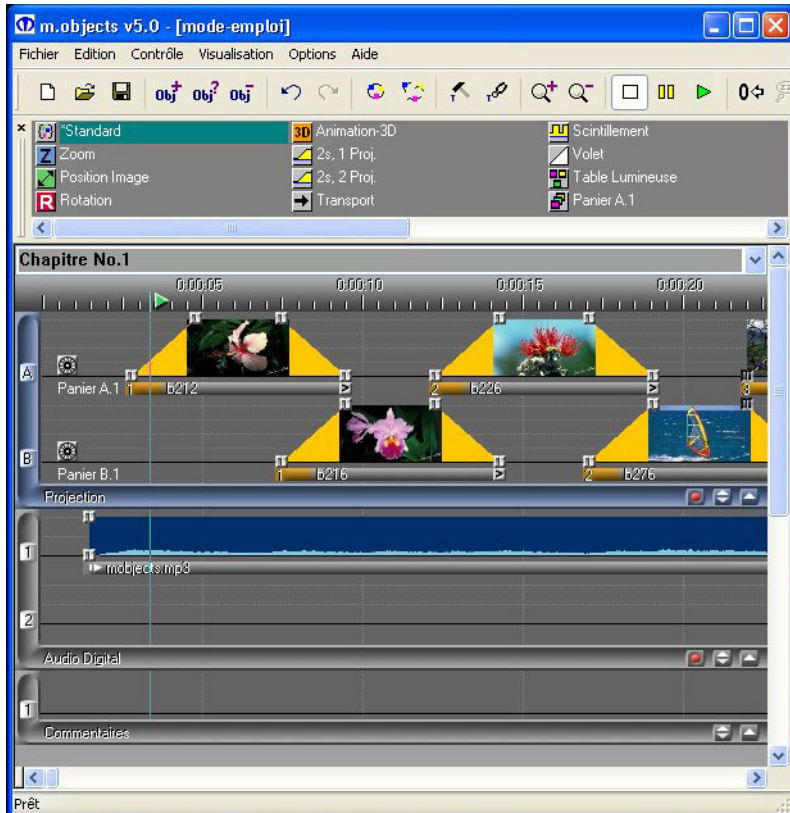 m.objects v5.0 - [mode-emploi]
Fichier Edition Contrôle Visualisation Options Aide
obj+ obj? obj- 0
*Standard
Z Zoom
Position Image
R Rotation
3D Animation-3D
2s, 1 Proj.
2s, 2 Proj.
Transport
Scintillement
Volet
Table Lumineuse
Panier A.1
Chapitre No.1
0:00:05 0:00:10 0:00:15 0:00:20
A
Panier A.1 1 b212 2 b226 3
B
Panier B.1 1 b216 2 b276
Projection
1
mobjects.mp3
2
Audio Digital
1
Commentaires
Prêt